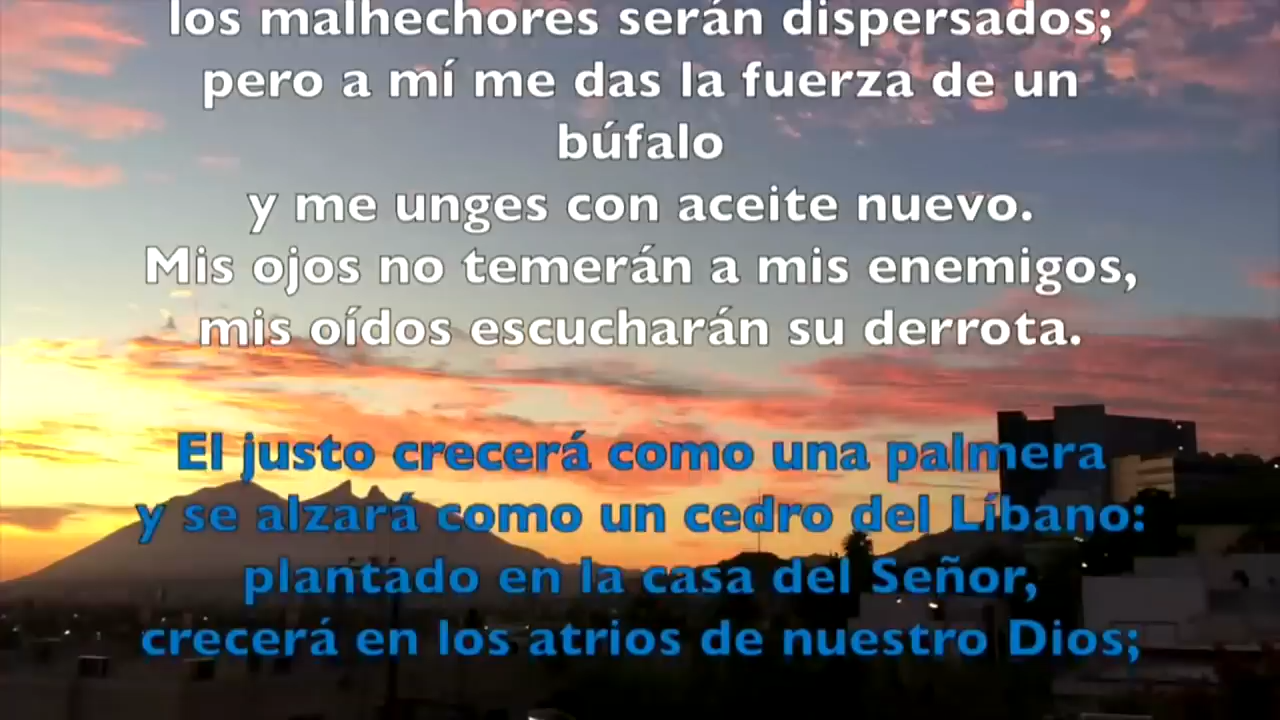 los malhechores serán dispersados;
pero a mí me das la fuerza de un
búfalo
y me unges con aceite nuevo.
Mis ojos no temerán a mis enemigos,
mis oídos escucharán su derrota.
El justo crecerá como una palmera
y se alzará como un cedro del Líbano:
plantado en la casa del Señor,
crecerá en los atrios de nuestro Dios;